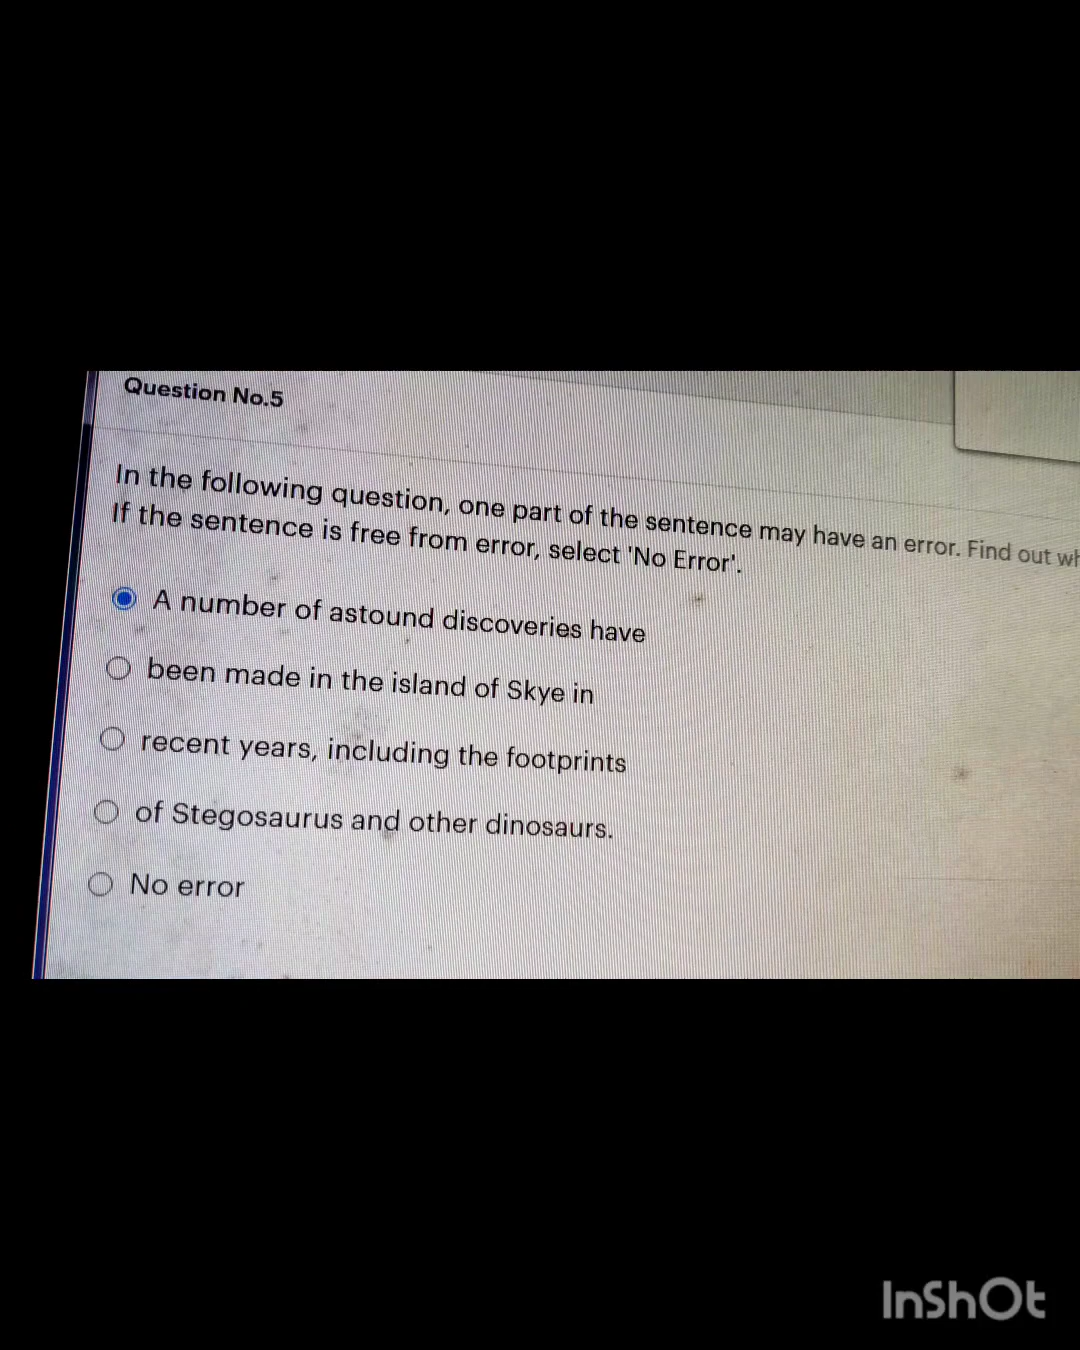 Question No.5
In the following question, one part of the sentence may have an error. Find out
If the sentence is free from error, select 'No Error'.
A number of astound discoveries have
been made in the island of Skye in
recent years, including the footprints
of Stegosaurus and other dinosaurs.
No error
InShOt